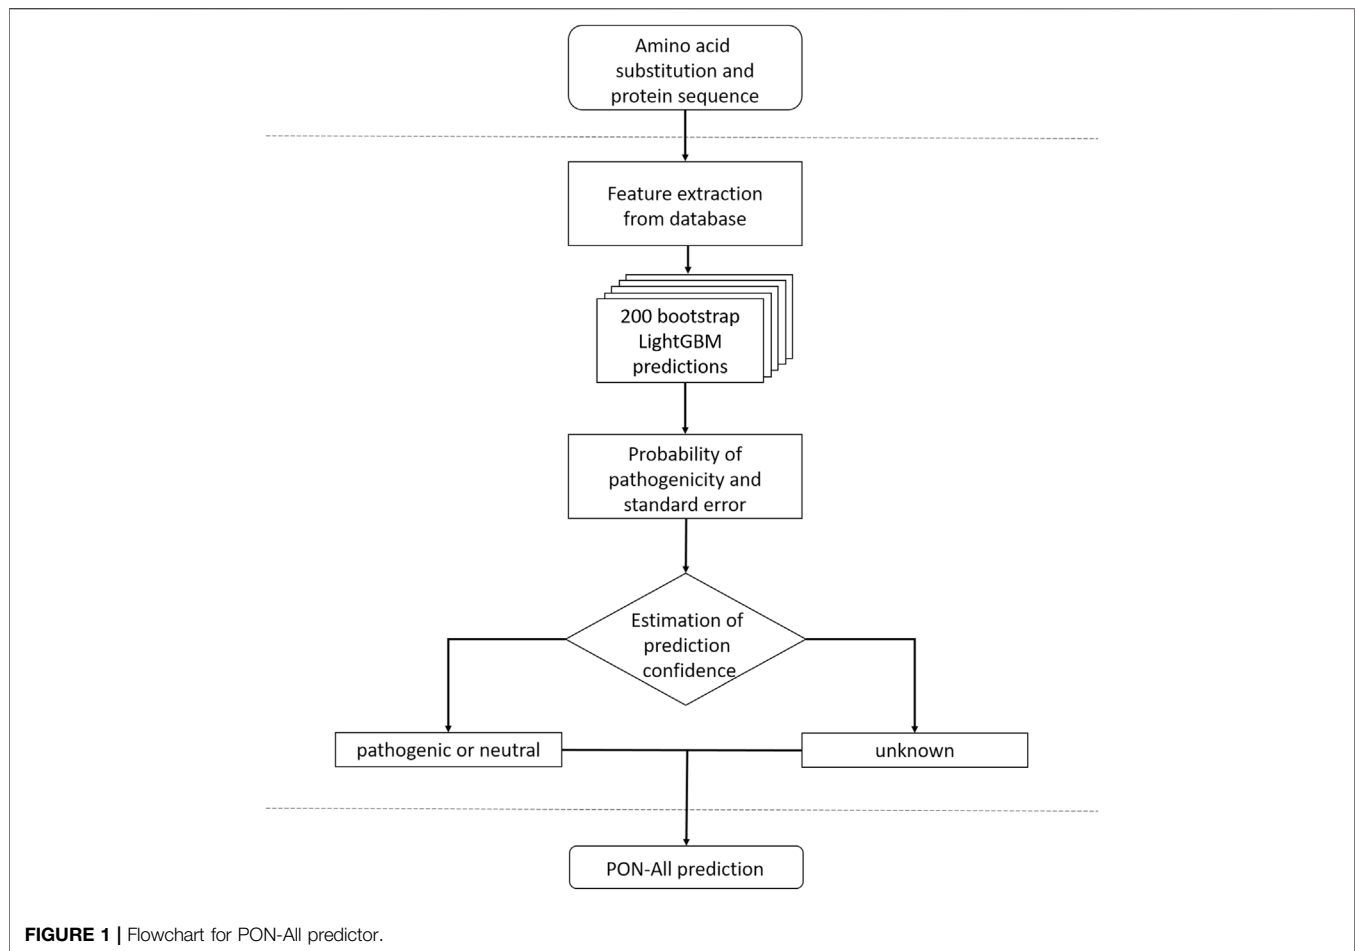 Amino acid
substitution and
protein sequence
Feature extraction
from database
200 bootstrap
LightGBM
predictions
Probability of
pathogenicity and
standard error
Estimation of
prediction
confidence
pathogenic or neutral
unknown
PON-All prediction
FIGURE 1 | Flowchart for PON-All predictor.